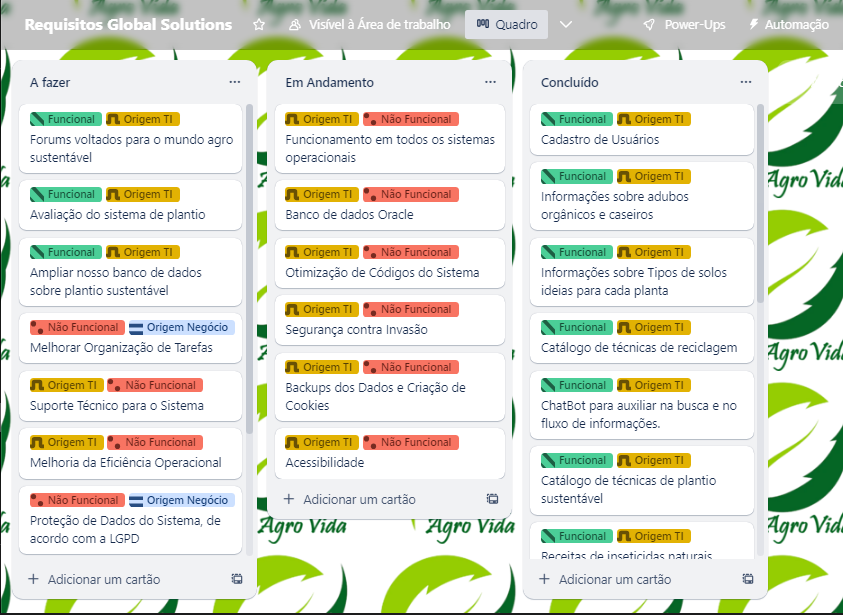 Requisitos Global Solutions
Visível à Área de trabalho
Quadro
Power-Ups
Automação
A fazer
Funcional Origem TI
Forums voltados para o mundo agro
sustentável
Funcional Origem TI
Avaliação do sistema de plantio
Funcional Origem TI
Ampliar nosso banco de dados
sobre plantio sustentável
Não Funcional Origem Negócio
Melhorar Organização de Tarefas
Origem TI Não Funcional
Suporte Técnico para o Sistema
Origem TI Não Funcional
Melhoria da Eficiência Operacional
Não Funcional Origem Negócio
Proteção de Dados do Sistema, de
acordo com a LGPD
+ Adicionar um cartão
Em Andamento
Origem TI Não Funcional
Funcionamento em todos os sistemas
operacionais
Origem TI Não Funcional
Banco de dados Oracle
Origem TI Não Funcional
Otimização de Códigos do Sistema
Origem TI Não Funcional
Segurança contra Invasão
Origem TI Não Funcional
Backups dos Dados e Criação de
Cookies
Origem TI Não Funcional
Acessibilidade
+ Adicionar um cartão
Concluído
Funcional Origem TI
Cadastro de Usuários
Funcional Origem TI
Informações sobre adubos
orgânicos e caseiros
Funcional Origem TI
Informações sobre Tipos de solos
ideias para cada planta
Funcional Origem TI
Catálogo de técnicas de reciclagem
Funcional Origem TI
ChatBot para auxiliar na busca e no
fluxo de informações.
Funcional Origem TI
Catálogo de técnicas de plantio
sustentável
Funcional Origem TI
Receitas de inseticidas naturais
+ Adicionar um cartão
Agro Vida
Agro Vida
Agro Vida
Agro Vida
Agro Vida